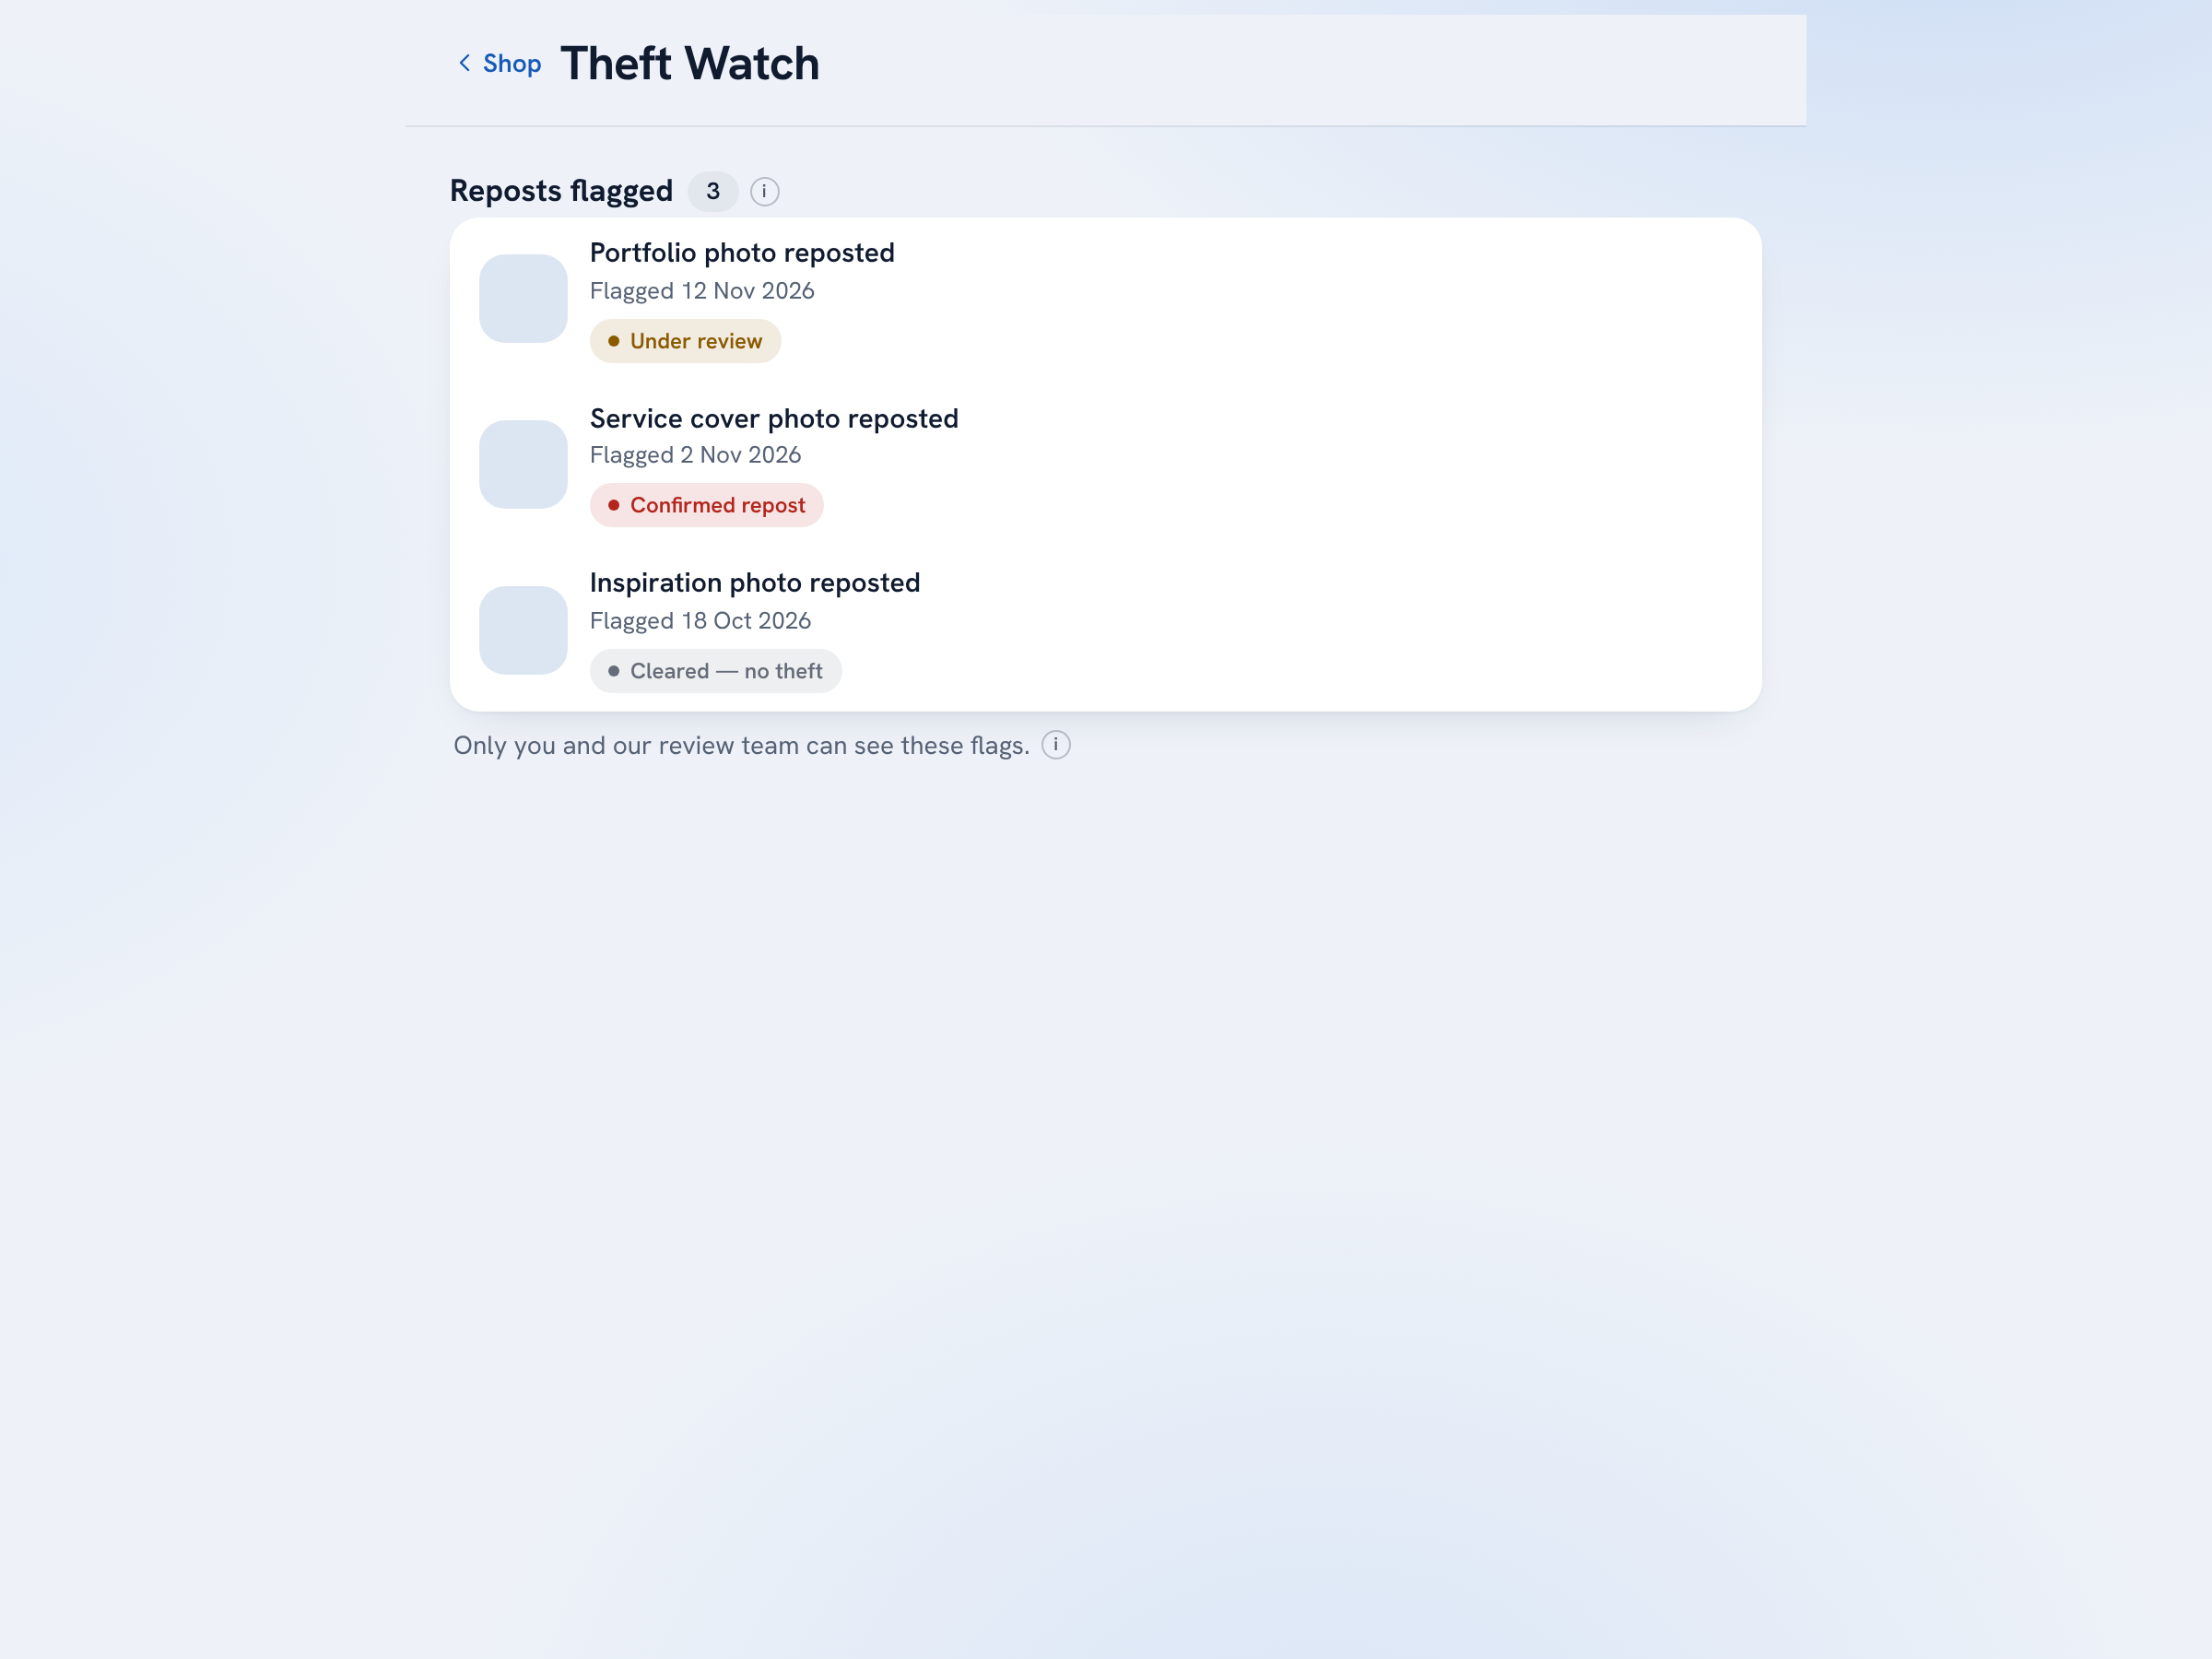 Shop Theft Watch
Reposts flagged 3 i
Portfolio photo reposted
Flagged 12 Nov 2026
Under review
Service cover photo reposted
Flagged 2 Nov 2026
Confirmed repost
Inspiration photo reposted
Flagged 18 Oct 2026
Cleared — no theft
Only you and our review team can see these flags. i